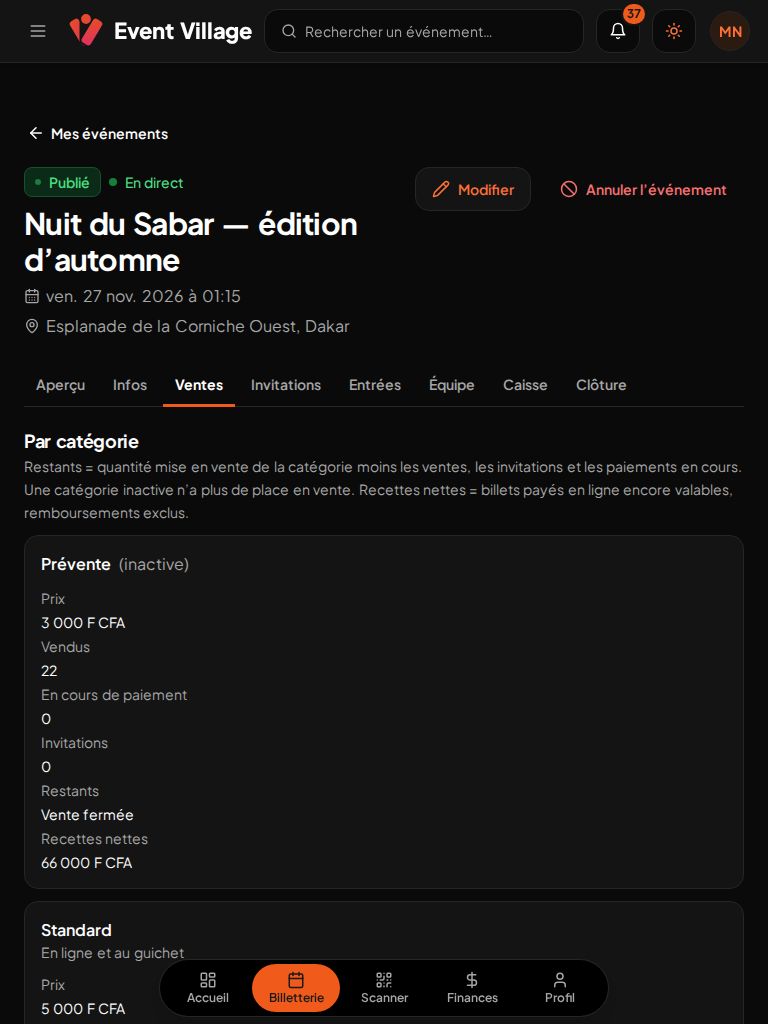 Event Village
Rechercher un événement…
37
MN
Mes événements
Publié
En direct
Modifier
Annuler l’événement
Nuit du Sabar — édition
d’automne
ven. 27 nov. 2026 à 01:15
Esplanade de la Corniche Ouest, Dakar
Aperçu Infos Ventes Invitations Entrées Équipe Caisse Clôture
Par catégorie
Restants = quantité mise en vente de la catégorie moins les ventes, les invitations et les paiements en cours.
Une catégorie inactive n’a plus de place en vente. Recettes nettes = billets payés en ligne encore valables,
remboursements exclus.
Prévente (inactive)
Prix
3 000 F CFA
Vendus
22
En cours de paiement
0
Invitations
0
Restants
Vente fermée
Recettes nettes
66 000 F CFA
Standard
En ligne et au guichet
Prix
5 000 F CFA
Accueil Billetterie Scanner Finances Profil